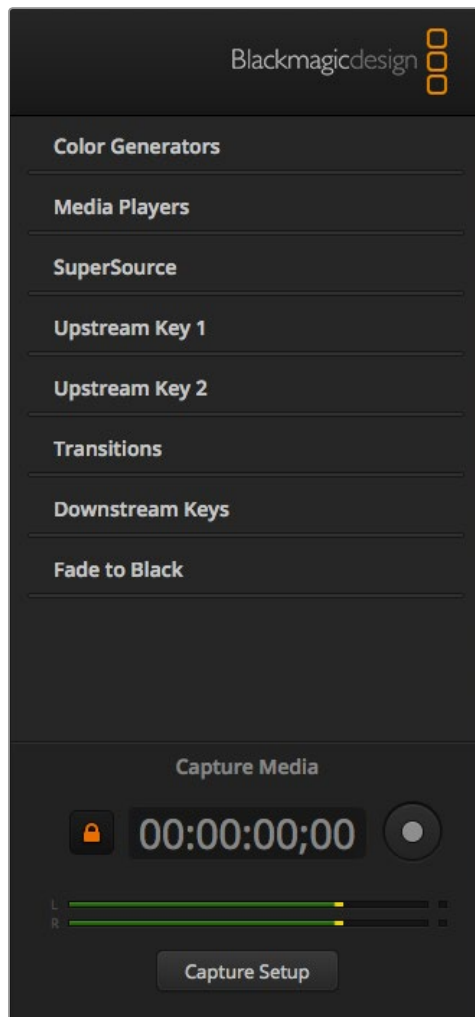 Blackmagicdesign
Color Generators
Media Players
SuperSource
Upstream Key 1
Upstream Key 2
Transitions
Downstream Keys
Fade to Black
Capture Media
00:00:00;00
L
R
Capture Setup